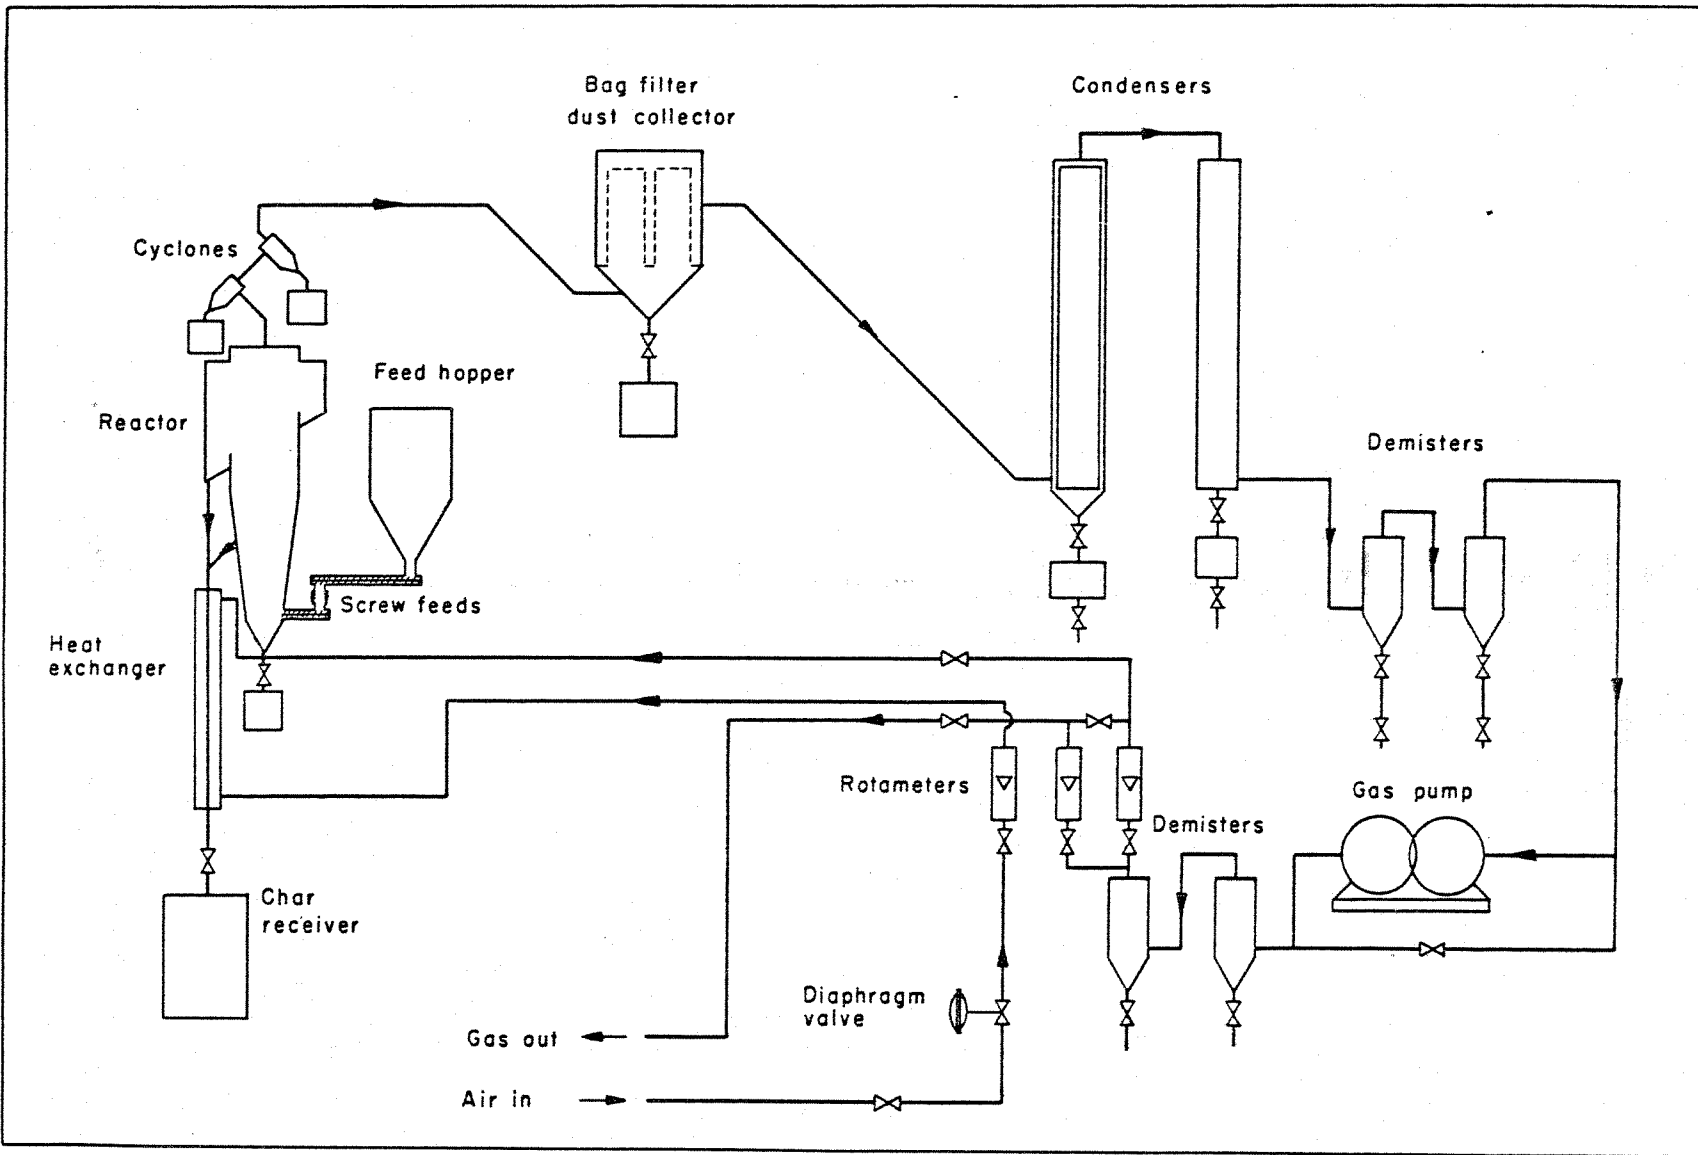 Bag filter
dust collector
Condensers
Cyclones
Feed hopper
Reactor
Demisters
Screw feeds
Heat
exchanger
Rotameters
Gas pump
Demisters
Char
receiver
Diaphragm
valve
Gas out
Air in